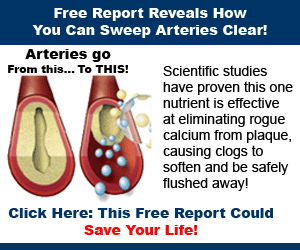 Free Report Reveals How
You Can Sweep Arteries Clear!
Arteries go
From this... To THIS!
Scientific studies
have proven this one
nutrient is effective
at eliminating rogue
calcium from plaque,
causing clogs to
soften and be safely
flushed away!
Click Here: This Free Report Could
Save Your Life!